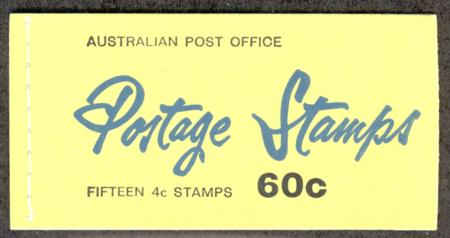 AUSTRALIAN POST OFFICE
Postage Stamps
FIFTEEN 4c STAMPS 60c